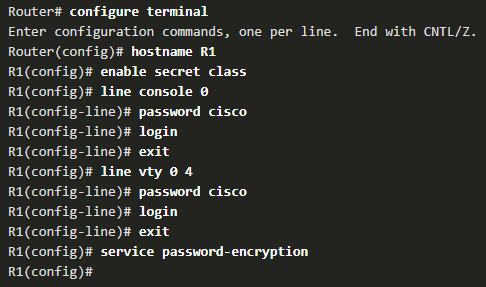 Router# configure terminal
Enter configuration commands, one per line.  End with CNTL/Z.
Router(config)# hostname R1
R1(config)# enable secret class
R1(config)# line console 0
R1(config-line)# password cisco
R1(config-line)# login
R1(config-line)# exit
R1(config)# line vty 0 4
R1(config-line)# password cisco
R1(config-line)# login
R1(config-line)# exit
R1(config)# service password-encryption
R1(config)#